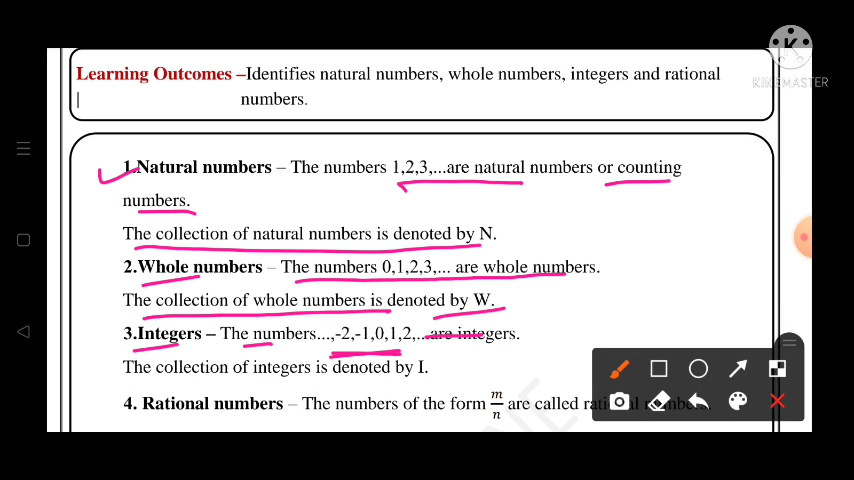 KINEMASTER
Learning Outcomes –Identifies natural numbers, whole numbers, integers and rational
numbers.
1.Natural numbers – The numbers 1,2,3,...are natural numbers or counting
numbers.
The collection of natural numbers is denoted by N.
2.Whole numbers – The numbers 0,1,2,3,... are whole numbers.
The collection of whole numbers is denoted by W.
3.Integers – The numbers...,-2,-1,0,1,2,...are integers.
The collection of integers is denoted by I.
4. Rational numbers – The numbers of the form m/n are called rational numbers.